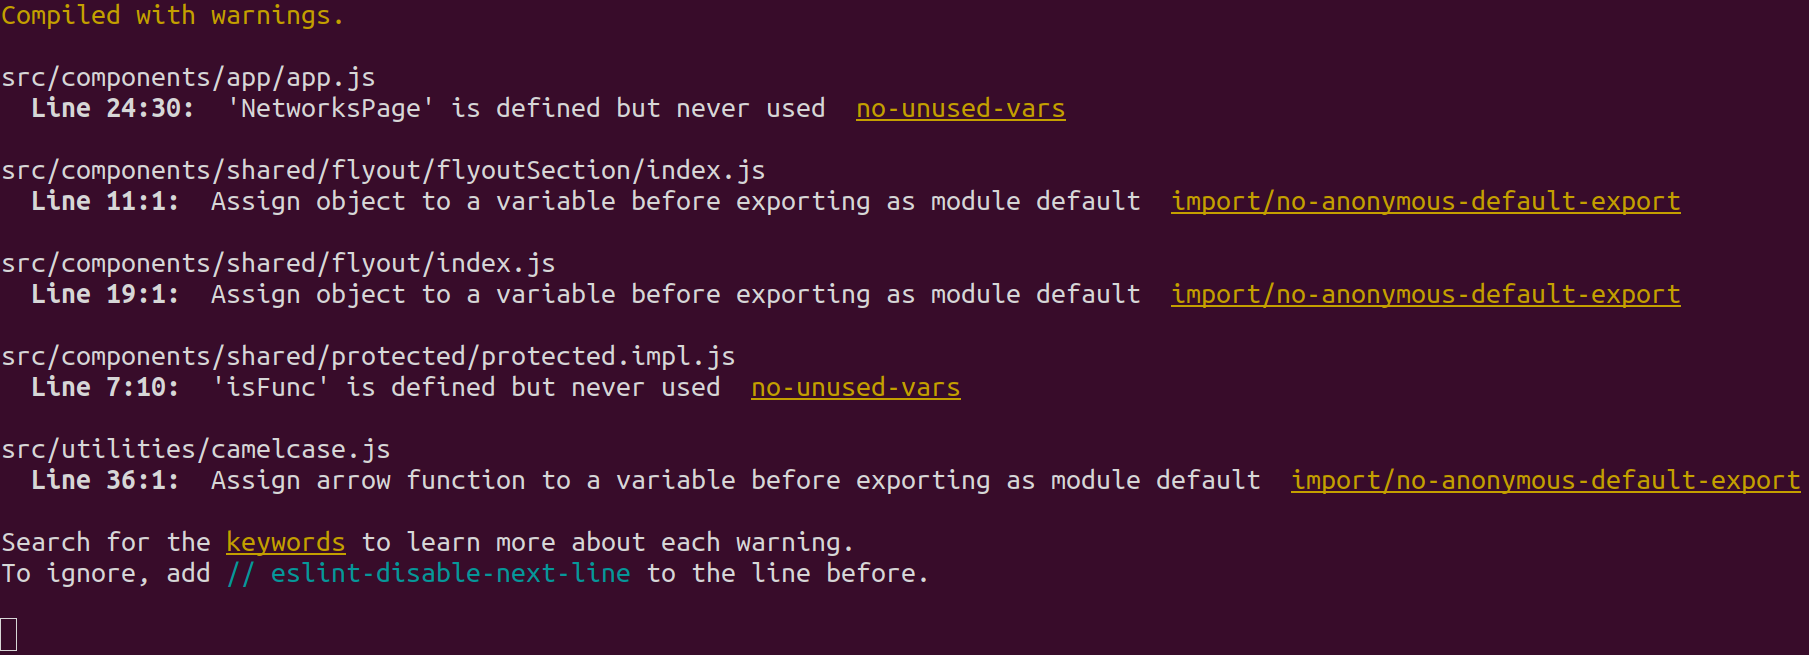 Compiled with warnings.
src/components/app/app.js
Line 24:30:  'NetworksPage' is defined but never used  no-unused-vars
src/components/shared/flyout/flyoutSection/index.js
Line 11:1:  Assign object to a variable before exporting as module default  import/no-anonymous-default-export
src/components/shared/flyout/index.js
Line 19:1:  Assign object to a variable before exporting as module default  import/no-anonymous-default-export
src/components/shared/protected/protected.impl.js
Line 7:10:  'isFunc' is defined but never used  no-unused-vars
src/utilities/camelcase.js
Line 36:1:  Assign arrow function to a variable before exporting as module default  import/no-anonymous-default-export
Search for the keywords to learn more about each warning.
To ignore, add // eslint-disable-next-line to the line before.